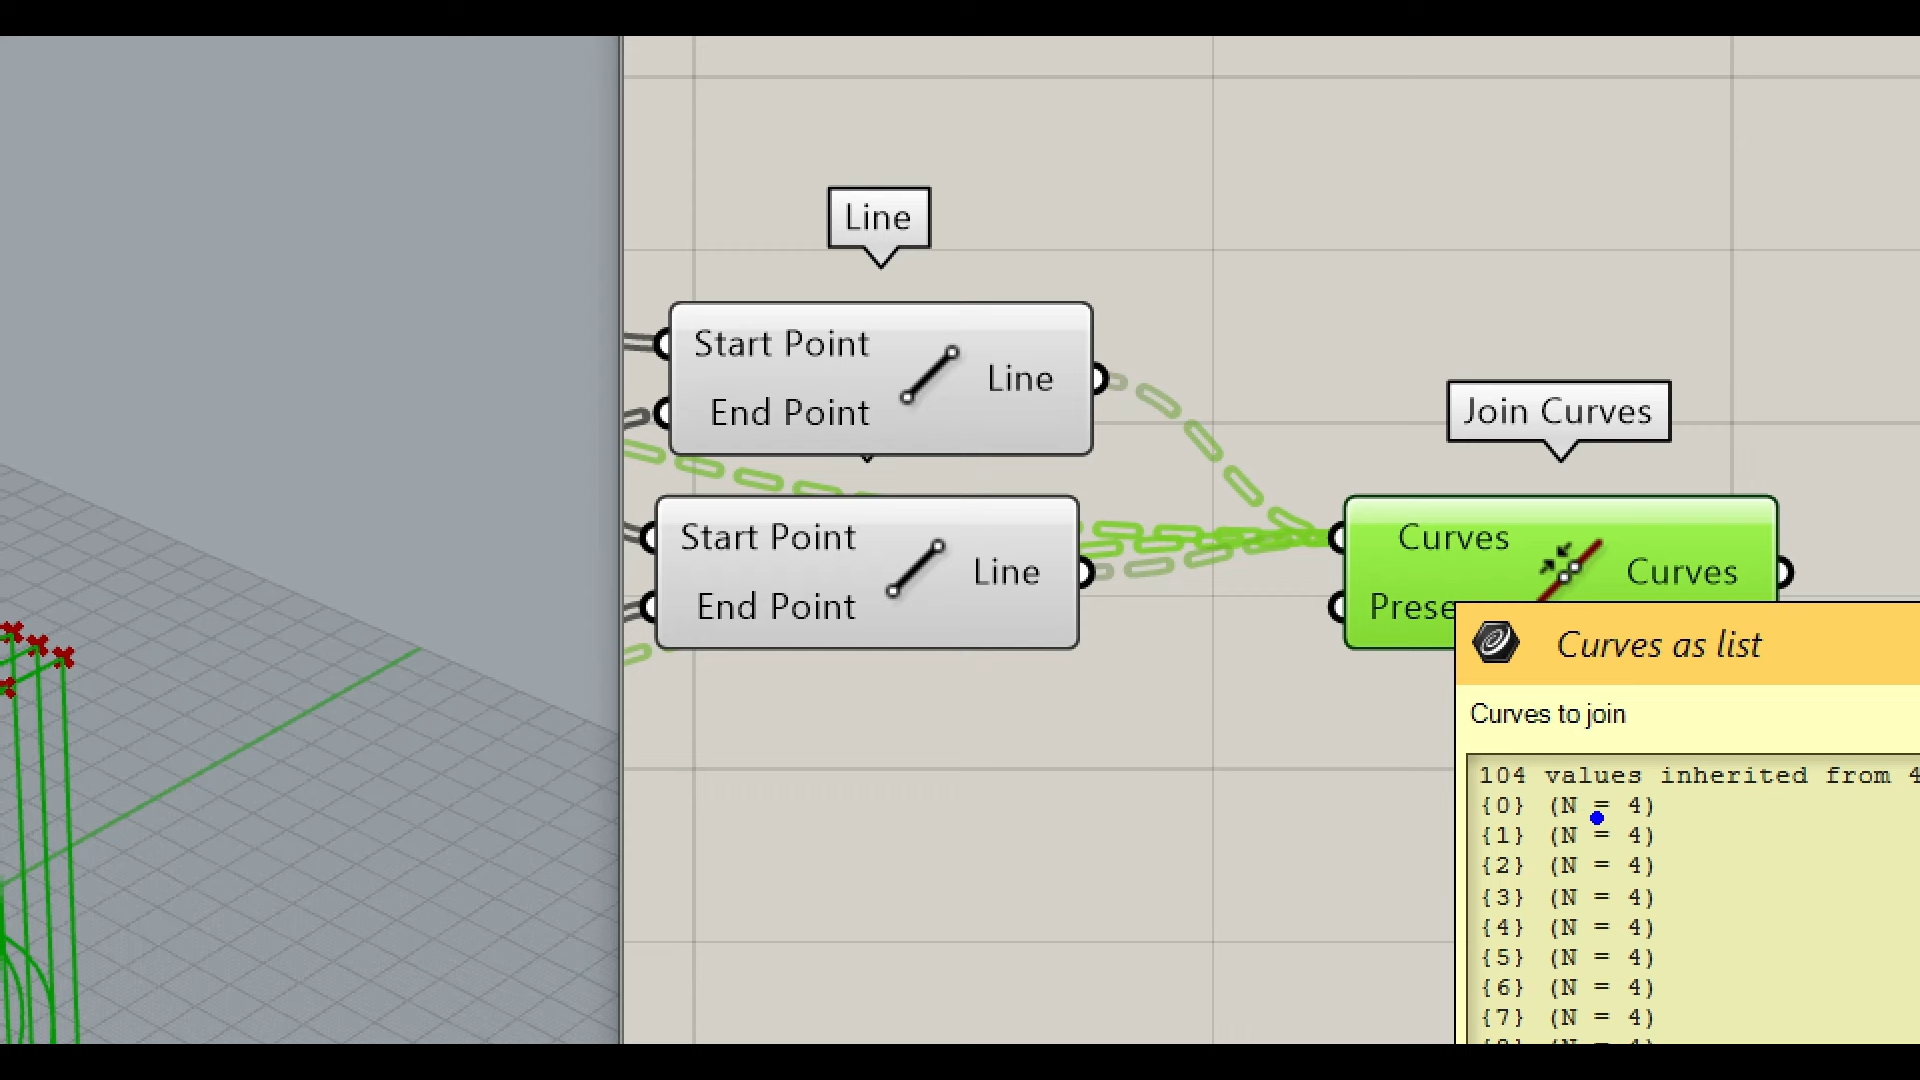 Line
Start Point
End Point
Line
Join Curves
Start Point
End Point
Line
Curves
Curves
Prese
Curves as list
Curves to join
104 values inherited from 4
{0} (N = 4)
{1} (N = 4)
{2} (N = 4)
{3} (N = 4)
{4} (N = 4)
{5} (N = 4)
{6} (N = 4)
{7} (N = 4)